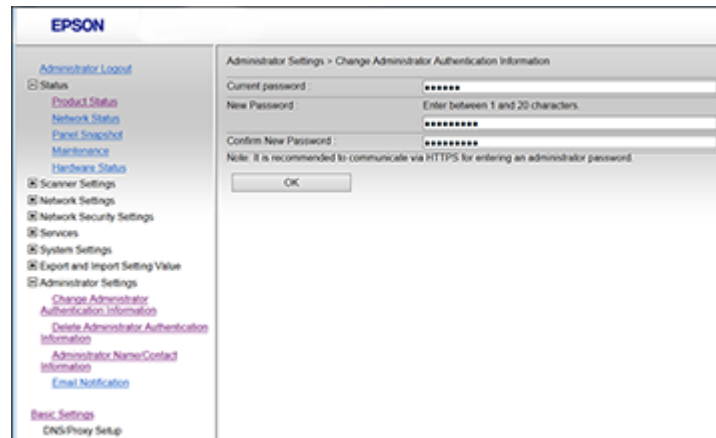 EPSON
Administrator Logout
Status
Product Status
Network Status
Panel Snapshot
Maintenance
Hardware Status
Scanner Settings
Network Settings
Network Security Settings
Services
System Settings
Export and Import Setting Value
Administrator Settings
Change Administrator
Authentication Information
Delete Administrator Authentication
Information
Administrator Name/Contact
Information
Email Notification
Basic Settings
DNS/Proxy Setup
Administrator Settings > Change Administrator Authentication Information
Current password :
New Password : Enter between 1 and 20 characters.
Confirm New Password :
Note: It is recommended to communicate via HTTPS for entering an administrator password.
OK